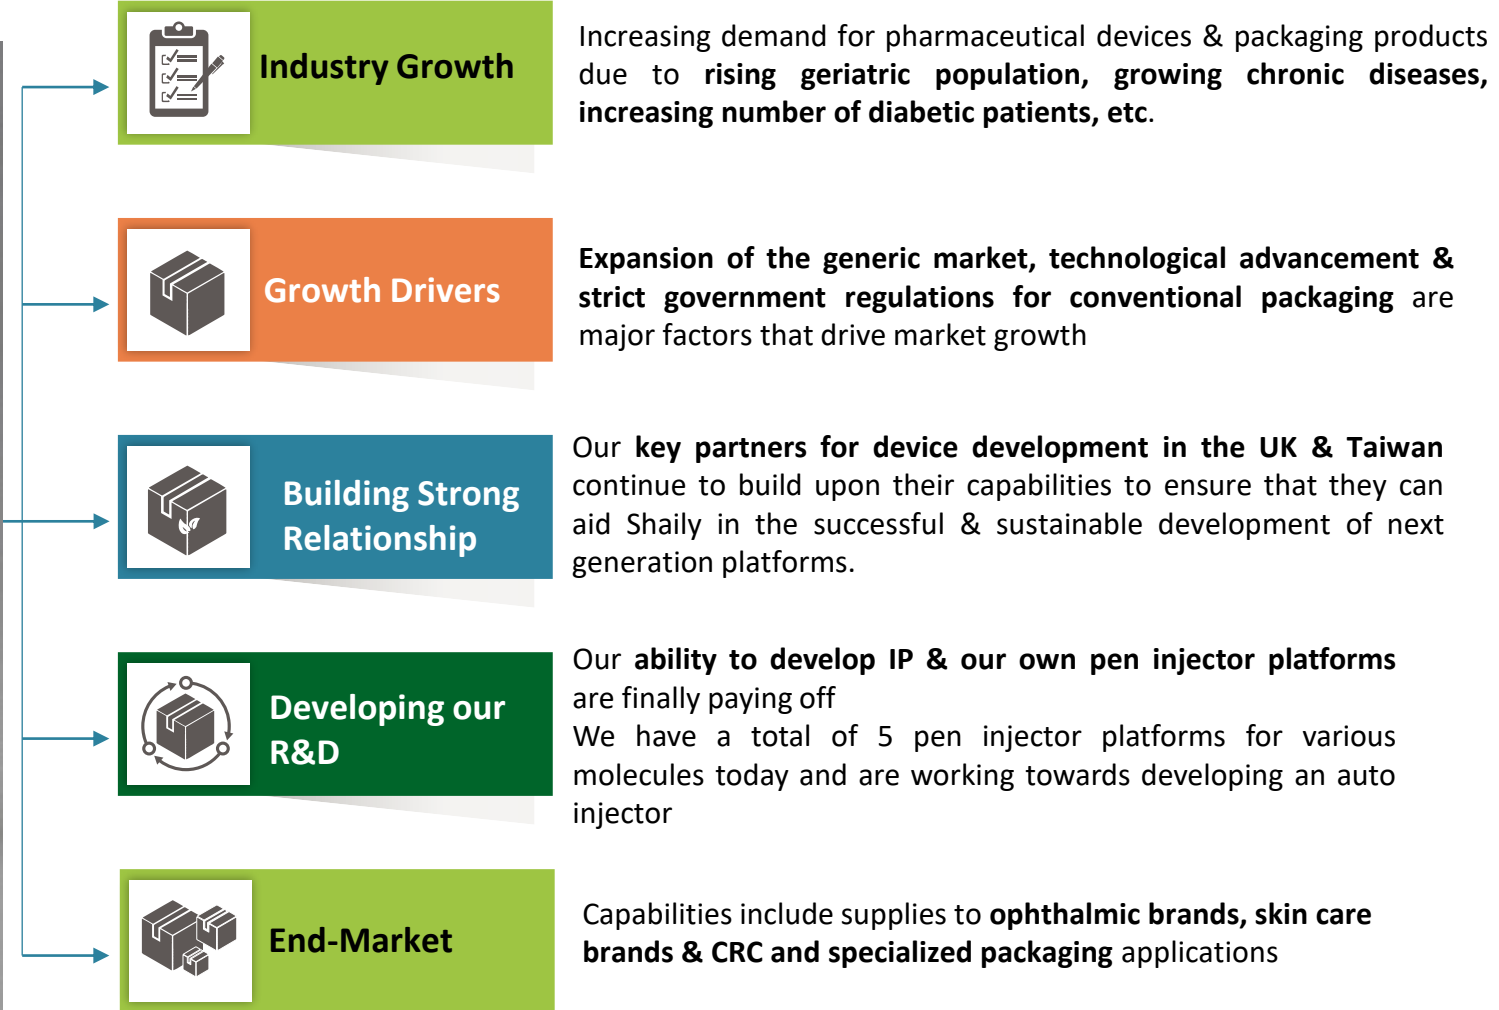 Industry Growth
Increasing demand for pharmaceutical devices & packaging products
due to rising geriatric population, growing chronic diseases,
increasing number of diabetic patients, etc.
Growth Drivers
Expansion of the generic market, technological advancement &
strict government regulations for conventional packaging are
major factors that drive market growth
Building Strong
Relationship
Our key partners for device development in the UK & Taiwan
continue to build upon their capabilities to ensure that they can
aid Shaily in the successful & sustainable development of next
generation platforms.
Developing our
R&D
Our ability to develop IP & our own pen injector platforms
are finally paying off
We have a total of 5 pen injector platforms for various
molecules today and are working towards developing an auto
injector
End-Market
Capabilities include supplies to ophthalmic brands, skin care
brands & CRC and specialized packaging applications